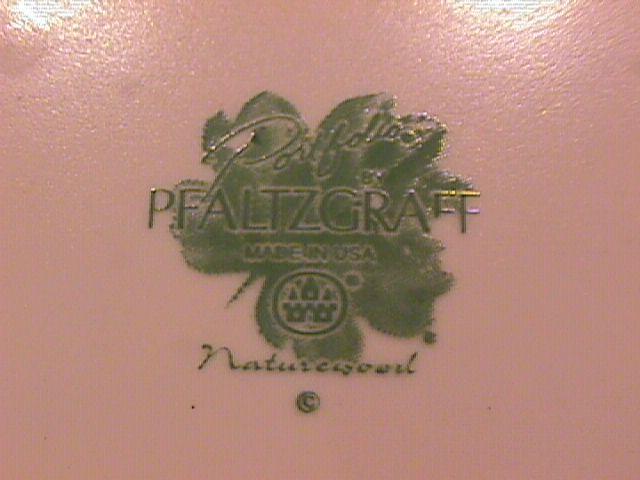 Portfolio
BY
PFALTZGRAFF
MADE IN USA
®
Naturewood
©